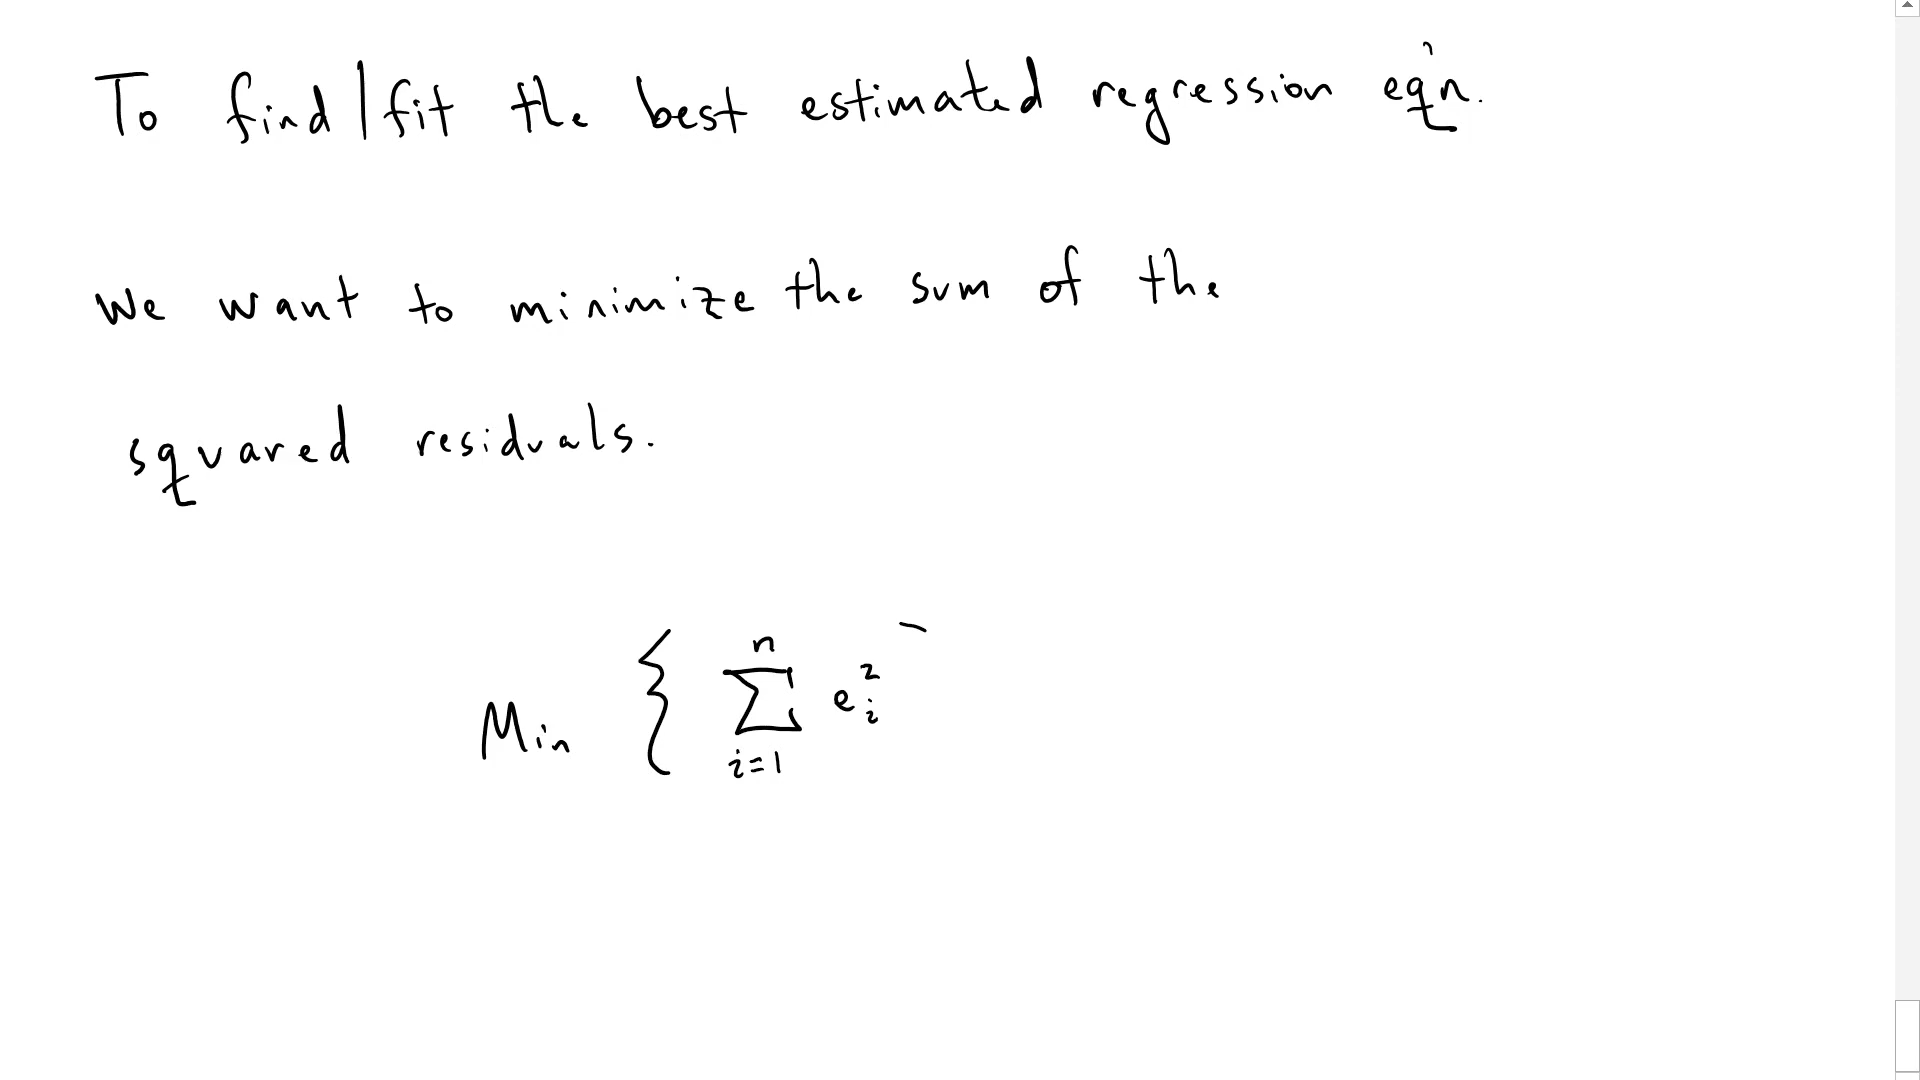 To find/fit the best estimated regression eq'n.
we want to minimize the sum of the
squared residuals.
Min { n∑i=1 e_i^2